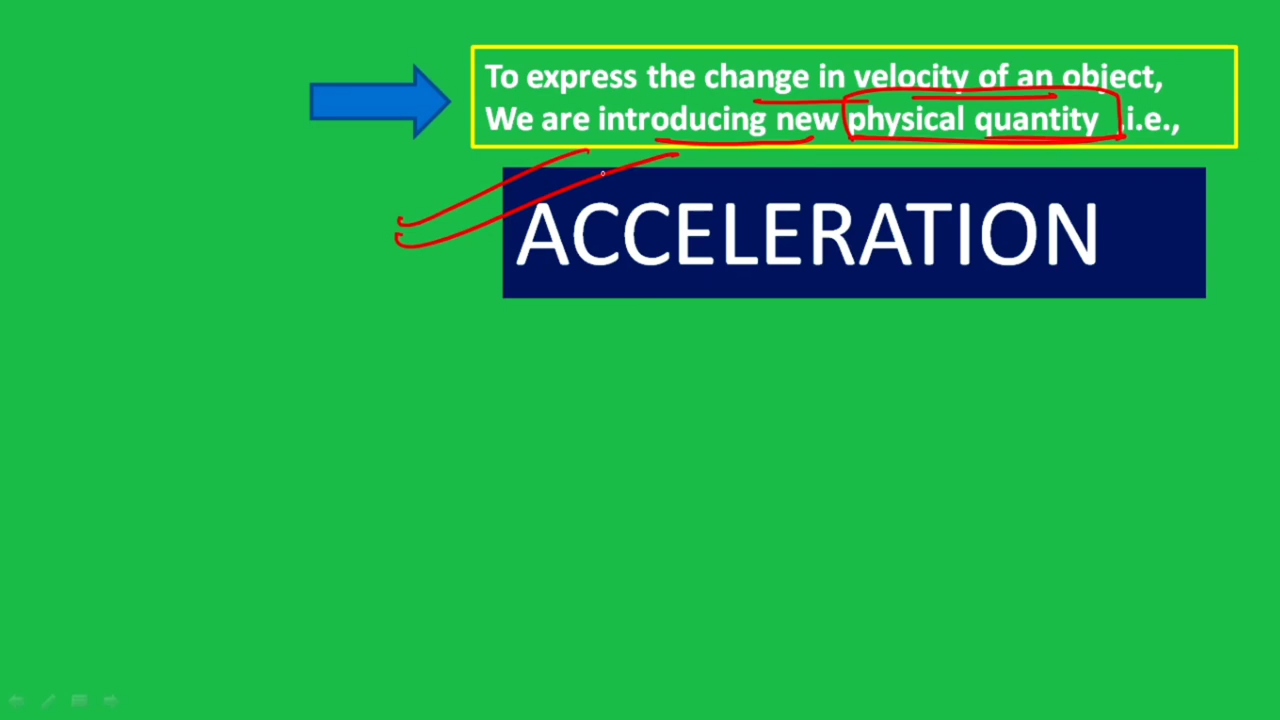 To express the change in velocity of an object,
We are introducing new physical quantity i.e.,
ACCELERATION